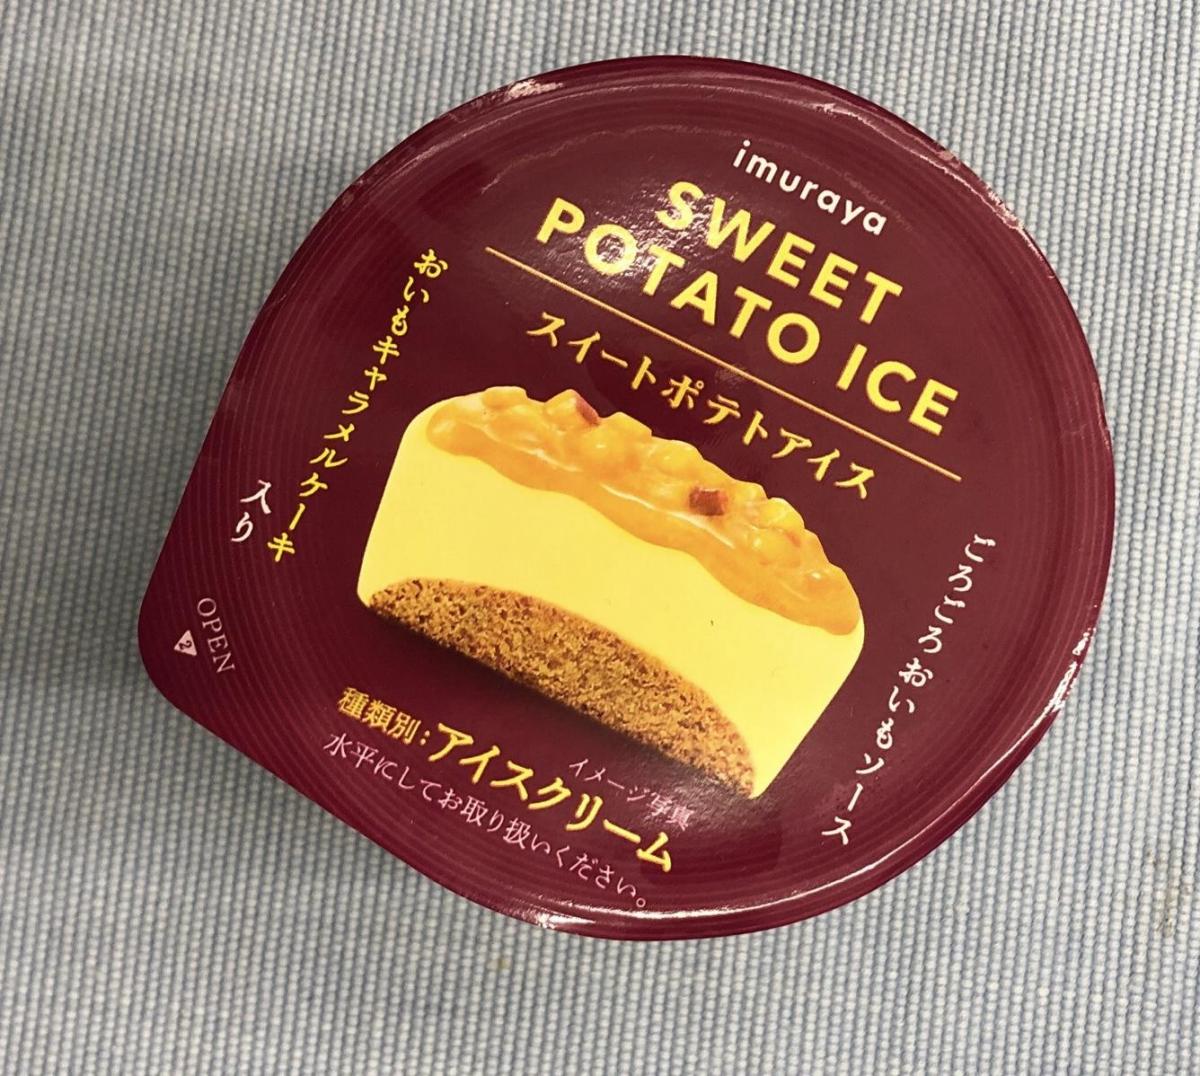 imuraya
SWEET
POTATO ICE
スイートポテトアイス
おいもキャラメルケーキ
入り
ごろごろおいもソース
OPEN
2
イメージ写真
種類別:アイスクリーム
水平にしてお取り扱いください。